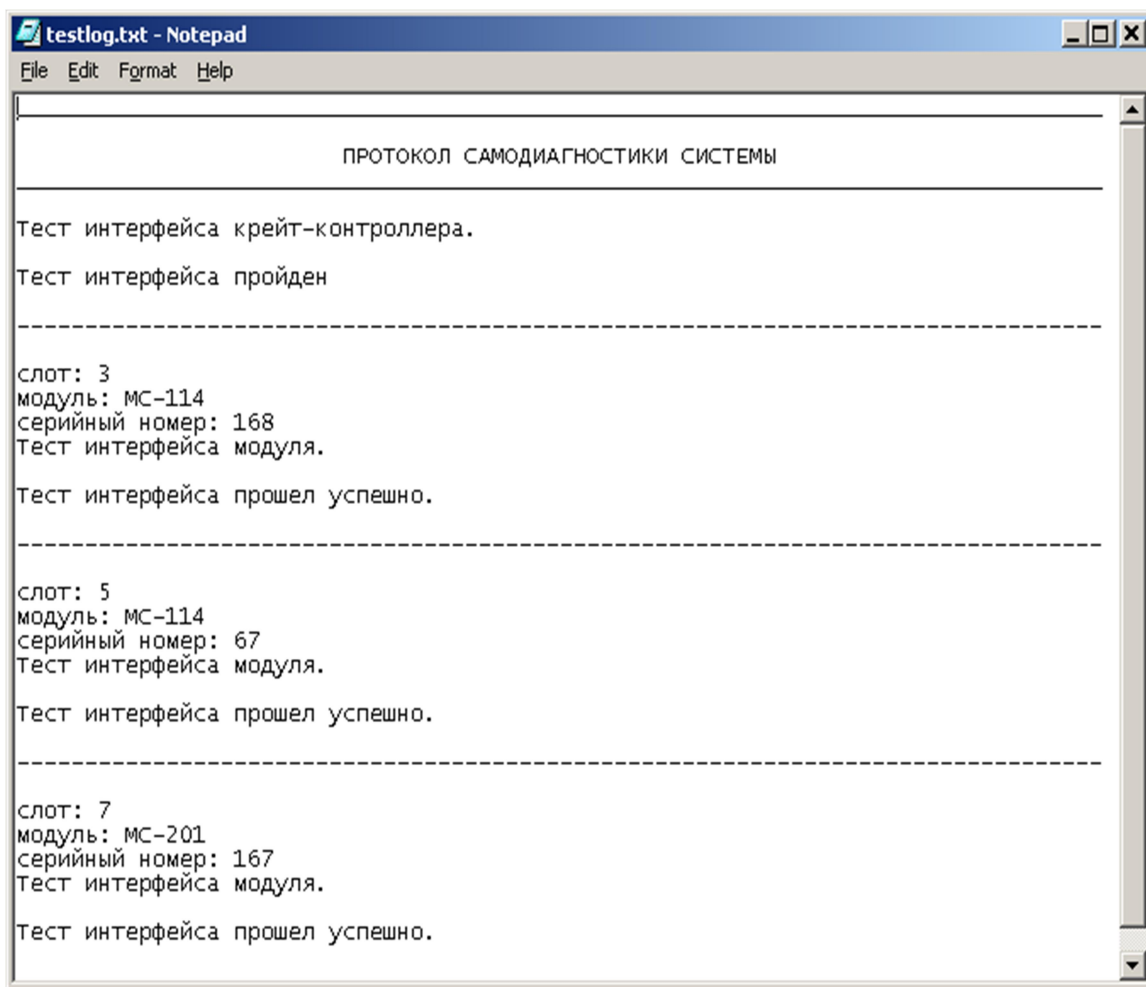 testlog.txt - Notepad
File Edit Format Help
ПРОТОКОЛ САМОДИАГНОСТИКИ СИСТЕМЫ
Тест интерфейса крейт-контроллера.
Тест интерфейса пройден
--------------------------------------------------------------------------------
слот: 3
модуль: МС-114
серийный номер: 168
Тест интерфейса модуля.
Тест интерфейса прошел успешно.
--------------------------------------------------------------------------------
слот: 5
модуль: МС-114
серийный номер: 67
Тест интерфейса модуля.
Тест интерфейса прошел успешно.
--------------------------------------------------------------------------------
слот: 7
модуль: МС-201
серийный номер: 167
Тест интерфейса модуля.
Тест интерфейса прошел успешно.